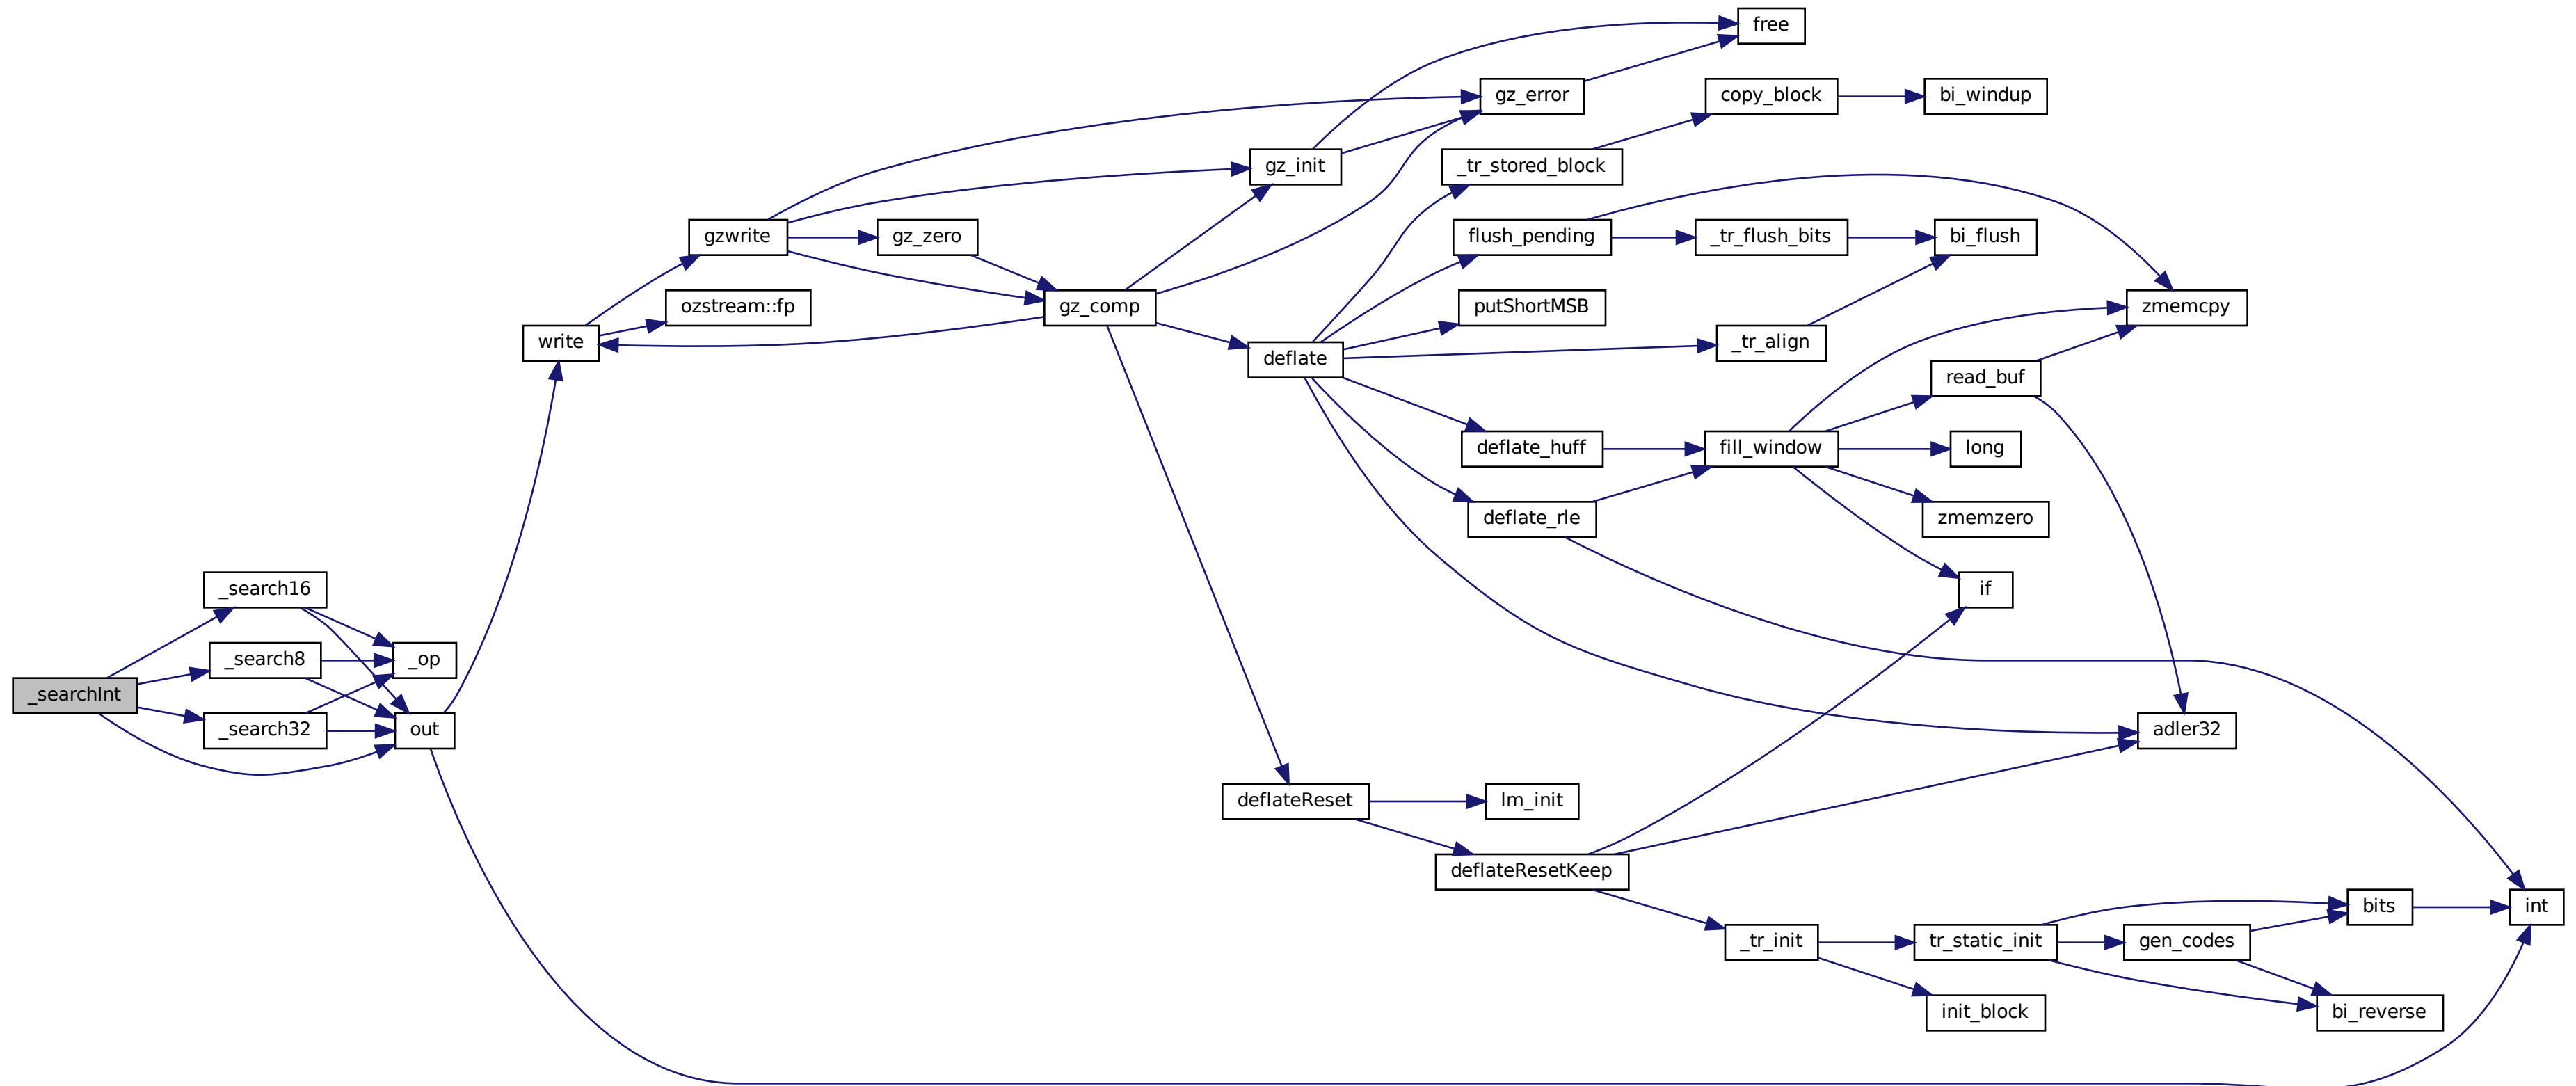 free
gz_error
copy_block
bi_windup
gz_init
_tr_stored_block
gzwrite
gz_zero
flush_pending
_tr_flush_bits
bi_flush
ozstream::fp
gz_comp
putShortMSB
zmemcpy
write
deflate
_tr_align
read_buf
deflate_huff
fill_window
long
deflate_rle
zmemzero
_search16
if
_search8
_op
_searchInt
_search32
out
adler32
deflateReset
lm_init
deflateResetKeep
bits
int
_tr_init
tr_static_init
gen_codes
init_block
bi_reverse